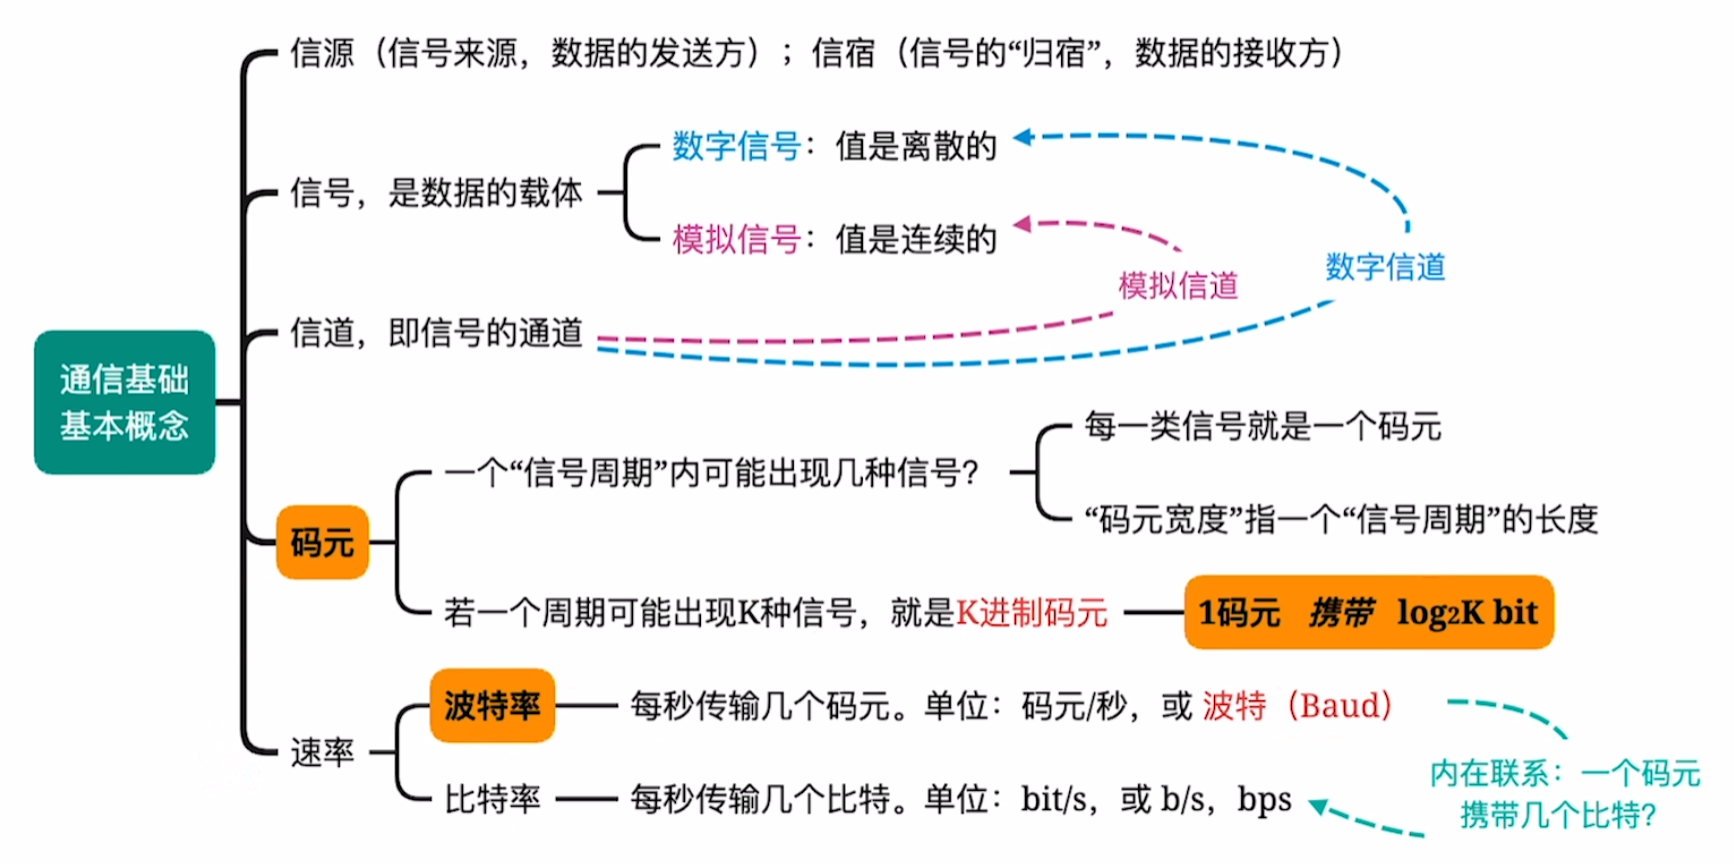 信源（信号来源，数据的发送方）；信宿（信号的“归宿”，数据的接收方）
信号，是数据的载体
数字信号：值是离散的
模拟信号：值是连续的
数字信道
模拟信道
信道，即信号的通道
通信基础
基本概念
码元
一个“信号周期”内可能出现几种信号？
每一类信号就是一个码元
“码元宽度”指一个“信号周期”的长度
若一个周期可能出现K种信号，就是K进制码元
1码元 携带 log₂K bit
速率
波特率
每秒传输几个码元。单位：码元/秒，或 波特（Baud）
比特率
每秒传输几个比特。单位：bit/s，或 b/s，bps
内在联系：一个码元
携带几个比特？